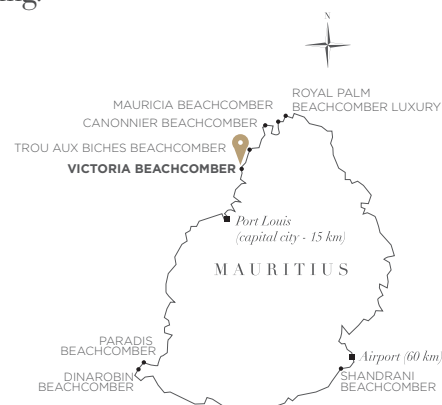 N
ROYAL PALM
BEACHCOMBER LUXURY
MAURICIA BEACHCOMBER
CANONNIER BEACHCOMBER
TROU AUX BICHES BEACHCOMBER
VICTORIA BEACHCOMBER
Port Louis
(capital city - 15 km)
MAURITIUS
PARADIS
BEACHCOMBER
DINAROBIN
BEACHCOMBER
Airport (60 km)
SHANDRANI
BEACHCOMBER